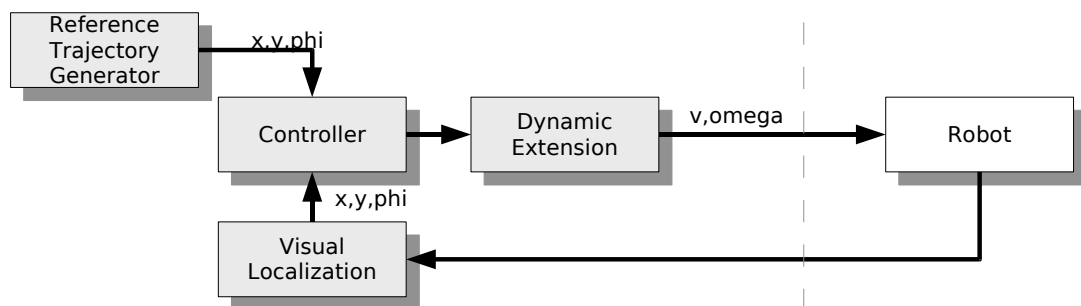 Reference
Trajectory
Generator
x,y,phi
Controller
Dynamic
Extension
v,omega
Robot
x,y,phi
Visual
Localization